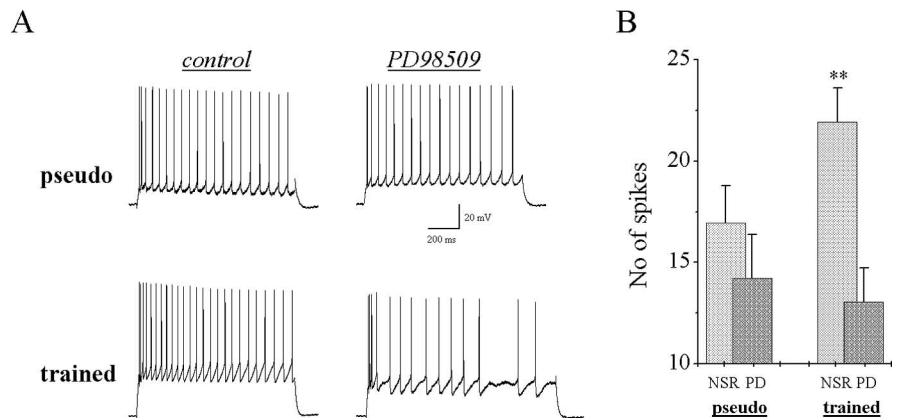 A
control
PD98509
pseudo
20 mV
200 ms
trained
B
No of spikes
25
20
15
10
**
NSR PD
NSR PD
pseudo
trained